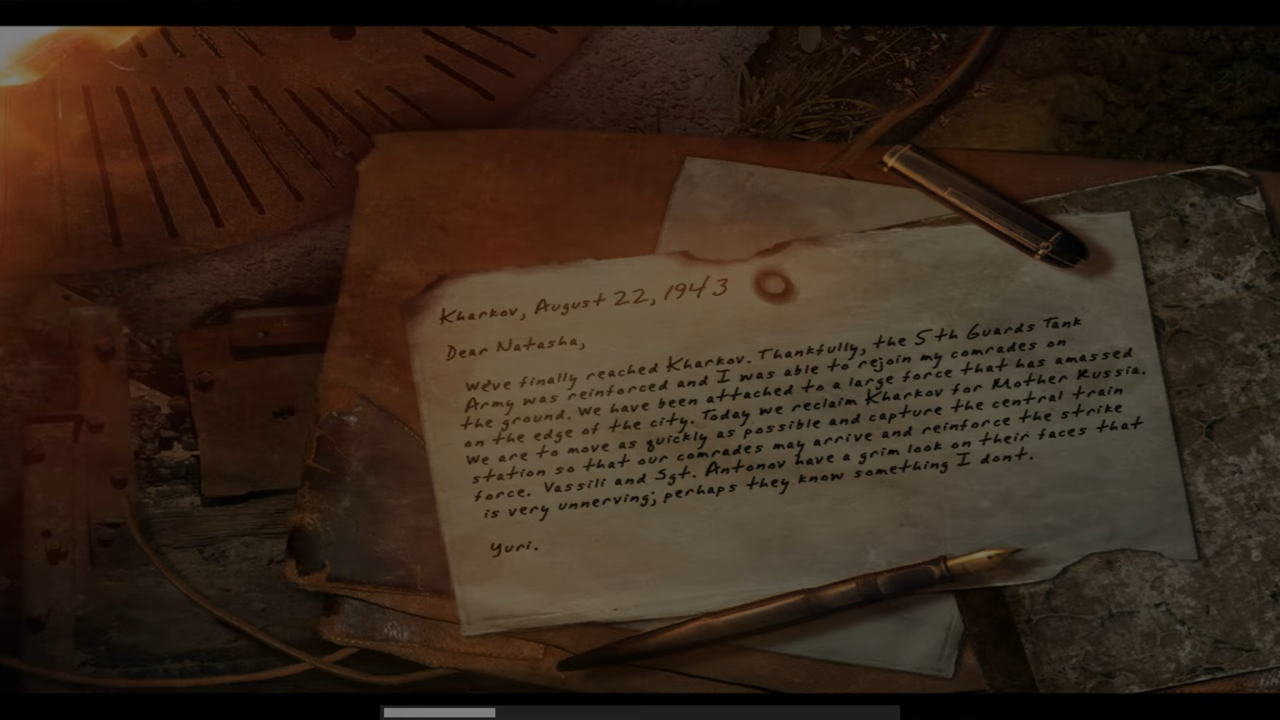 Kharkov, August 22, 1943
Dear Natasha,
We've finally reached Kharkov. Thankfully, the 5th Guards Tank
Army was reinforced and I was able to rejoin my comrades on
the ground. We have been attached to a large force that has amassed
on the edge of the city. Today we reclaim Kharkov for Mother Russia.
We are to move as quickly as possible and capture the central train
station so that our comrades may arrive and reinforce the strike
force. Vassili and Sgt. Antonov have a grim look on their faces that
is very unnerving; perhaps they know something I dont.
Yuri.